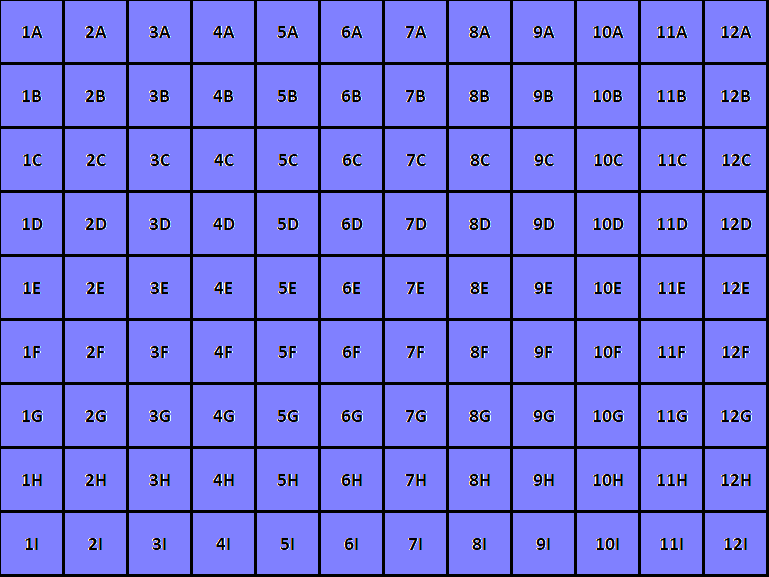 1A 2A 3A 4A 5A 6A 7A 8A 9A 10A 11A 12A
1B 2B 3B 4B 5B 6B 7B 8B 9B 10B 11B 12B
1C 2C 3C 4C 5C 6C 7C 8C 9C 10C 11C 12C
1D 2D 3D 4D 5D 6D 7D 8D 9D 10D 11D 12D
1E 2E 3E 4E 5E 6E 7E 8E 9E 10E 11E 12E
1F 2F 3F 4F 5F 6F 7F 8F 9F 10F 11F 12F
1G 2G 3G 4G 5G 6G 7G 8G 9G 10G 11G 12G
1H 2H 3H 4H 5H 6H 7H 8H 9H 10H 11H 12H
1I 2I 3I 4I 5I 6I 7I 8I 9I 10I 11I 12I